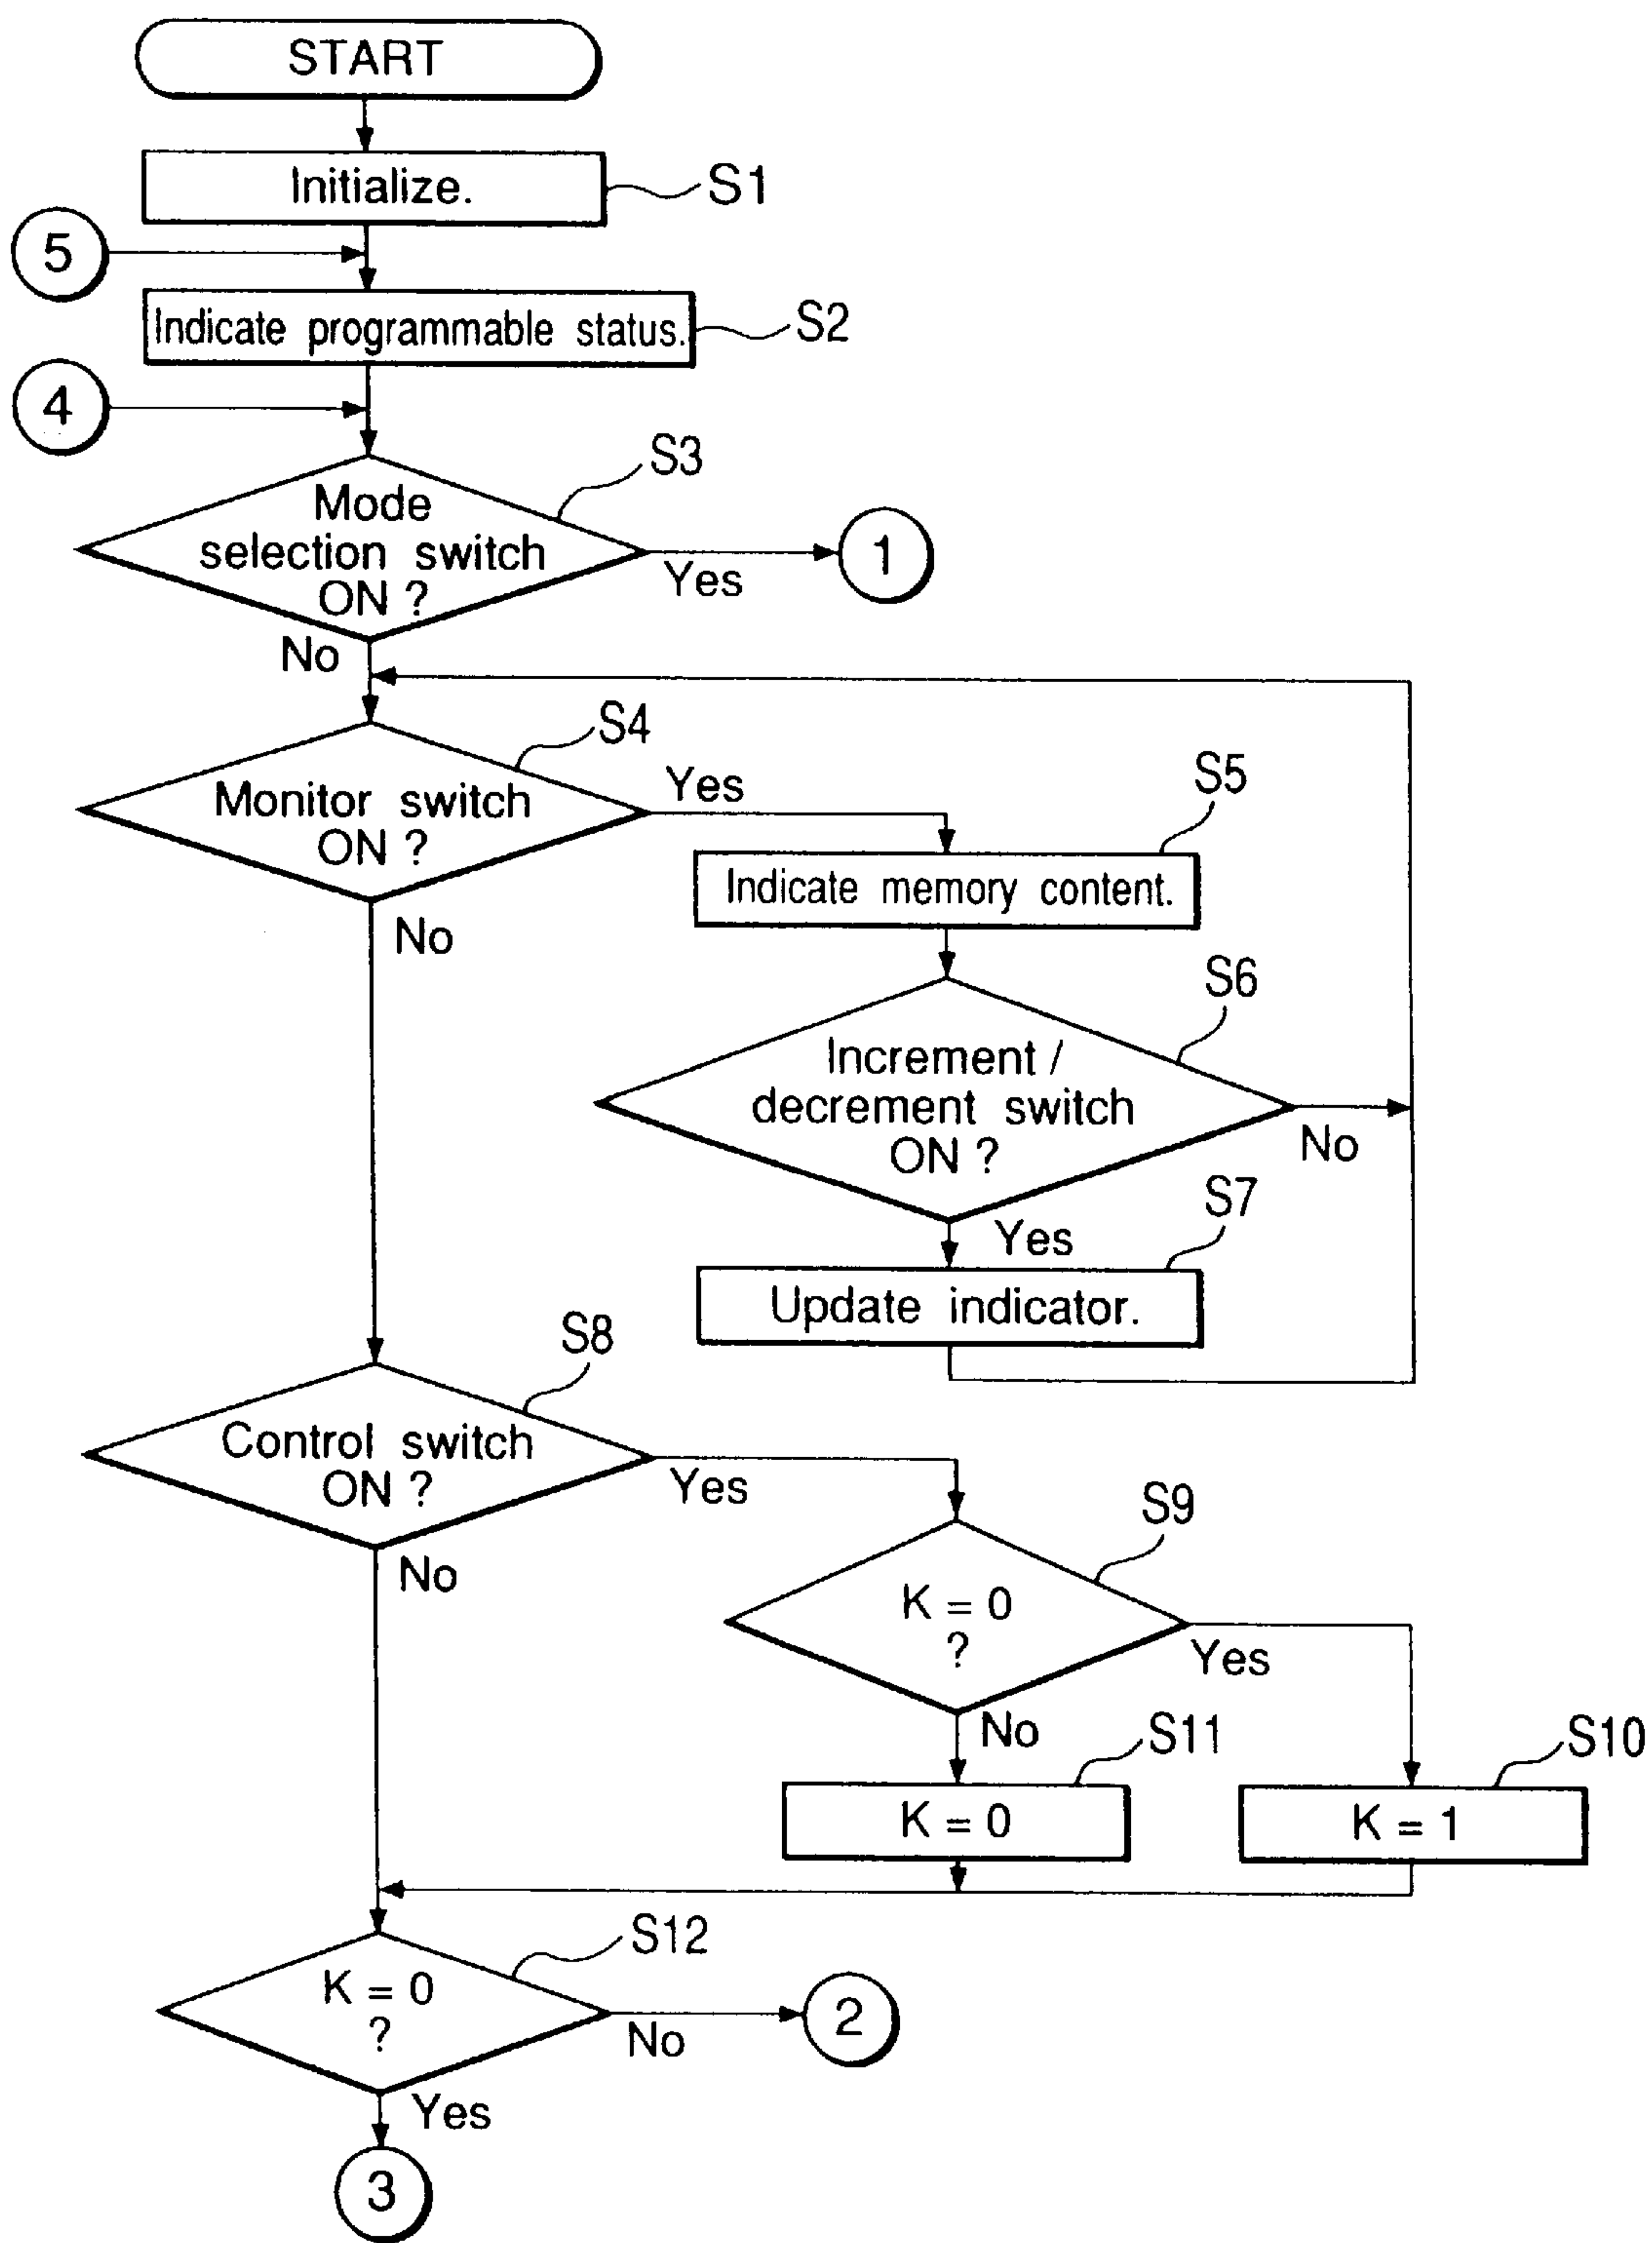 START
Initialize.
S1
5
Indicate programmable status.
S2
4
S3
Mode
selection switch
ON ?
Yes
1
No
S4
Monitor switch
ON ?
Yes
S5
Indicate memory content.
No
S6
Increment /
decrement switch
ON ?
No
S7
Yes
Update indicator.
S8
Control switch
ON ?
Yes
S9
No
K = 0
?
Yes
No
S11
S10
K = 0
K = 1
S12
K = 0
?
No
2
Yes
3